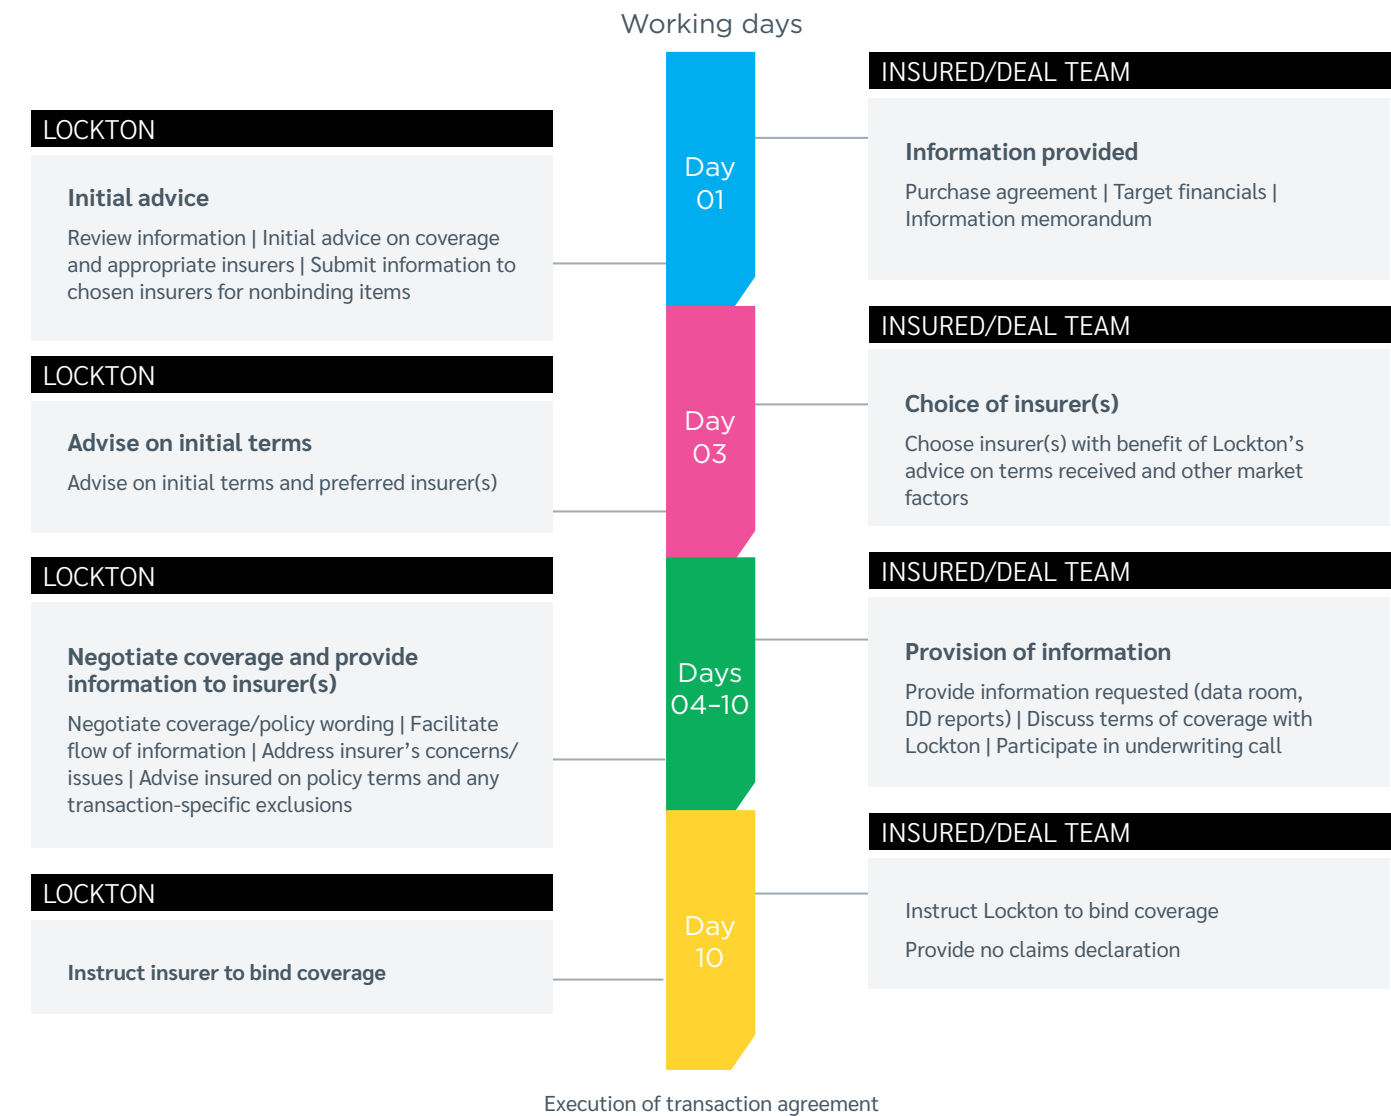 Working days
INSURED/DEAL TEAM
Information provided
Purchase agreement | Target financials |
Information memorandum
LOCKTON
Initial advice
Review information | Initial advice on coverage
and appropriate insurers | Submit information to
chosen insurers for nonbinding items
Day
01
INSURED/DEAL TEAM
Choice of insurer(s)
Choose insurer(s) with benefit of Lockton’s
advice on terms received and other market
factors
LOCKTON
Advise on initial terms
Advise on initial terms and preferred insurer(s)
Day
03
INSURED/DEAL TEAM
Provision of information
Provide information requested (data room,
DD reports) | Discuss terms of coverage with
Lockton | Participate in underwriting call
LOCKTON
Negotiate coverage and provide
information to insurer(s)
Negotiate coverage/policy wording | Facilitate
flow of information | Address insurer’s concerns/
issues | Advise insured on policy terms and any
transaction-specific exclusions
Days
04–10
INSURED/DEAL TEAM
Instruct Lockton to bind coverage
Provide no claims declaration
LOCKTON
Instruct insurer to bind coverage
Day
10
Execution of transaction agreement